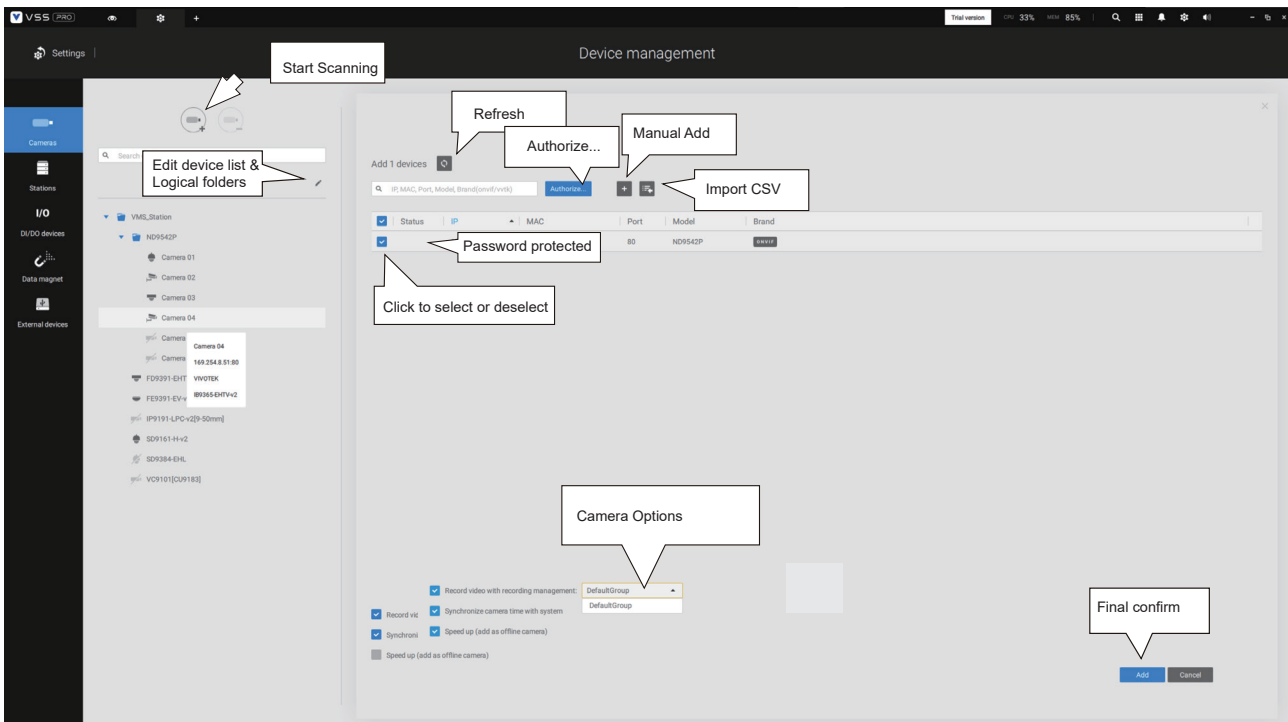 VSS PRO
Trial version
CPU 33% MEM 85%
Settings
Device management
Start Scanning
Refresh
Authorize...
Manual Add
Import CSV
Cameras
Stations
I/O
DI/DO devices
Data magnet
External devices
Search
Edit device list &
Logical folders
VMS_Station
ND9542P
Camera 01
Camera 02
Camera 03
Camera 04
Camera
Camera
Camera 04
169.254.8.51:80
VIVOTEK
IB9365-EHTV-v2
FD9391-EHT
FE9391-EV-v
IP9191-LPC-v2[9-50mm]
SD9161-H-v2
SD9384-EHL
VC9101[CU9183]
Add 1 devices
IP, MAC, Port, Model, Brand(onvif/vvtk)
Authorize...
Status IP MAC Port Model Brand
80 ND9542P ONVIF
Password protected
Click to select or deselect
Camera Options
Record video with recording management: DefaultGroup
DefaultGroup
Synchronize camera time with system
Speed up (add as offline camera)
Record vic
Synchroni
Speed up (add as offline camera)
Final confirm
Add Cancel